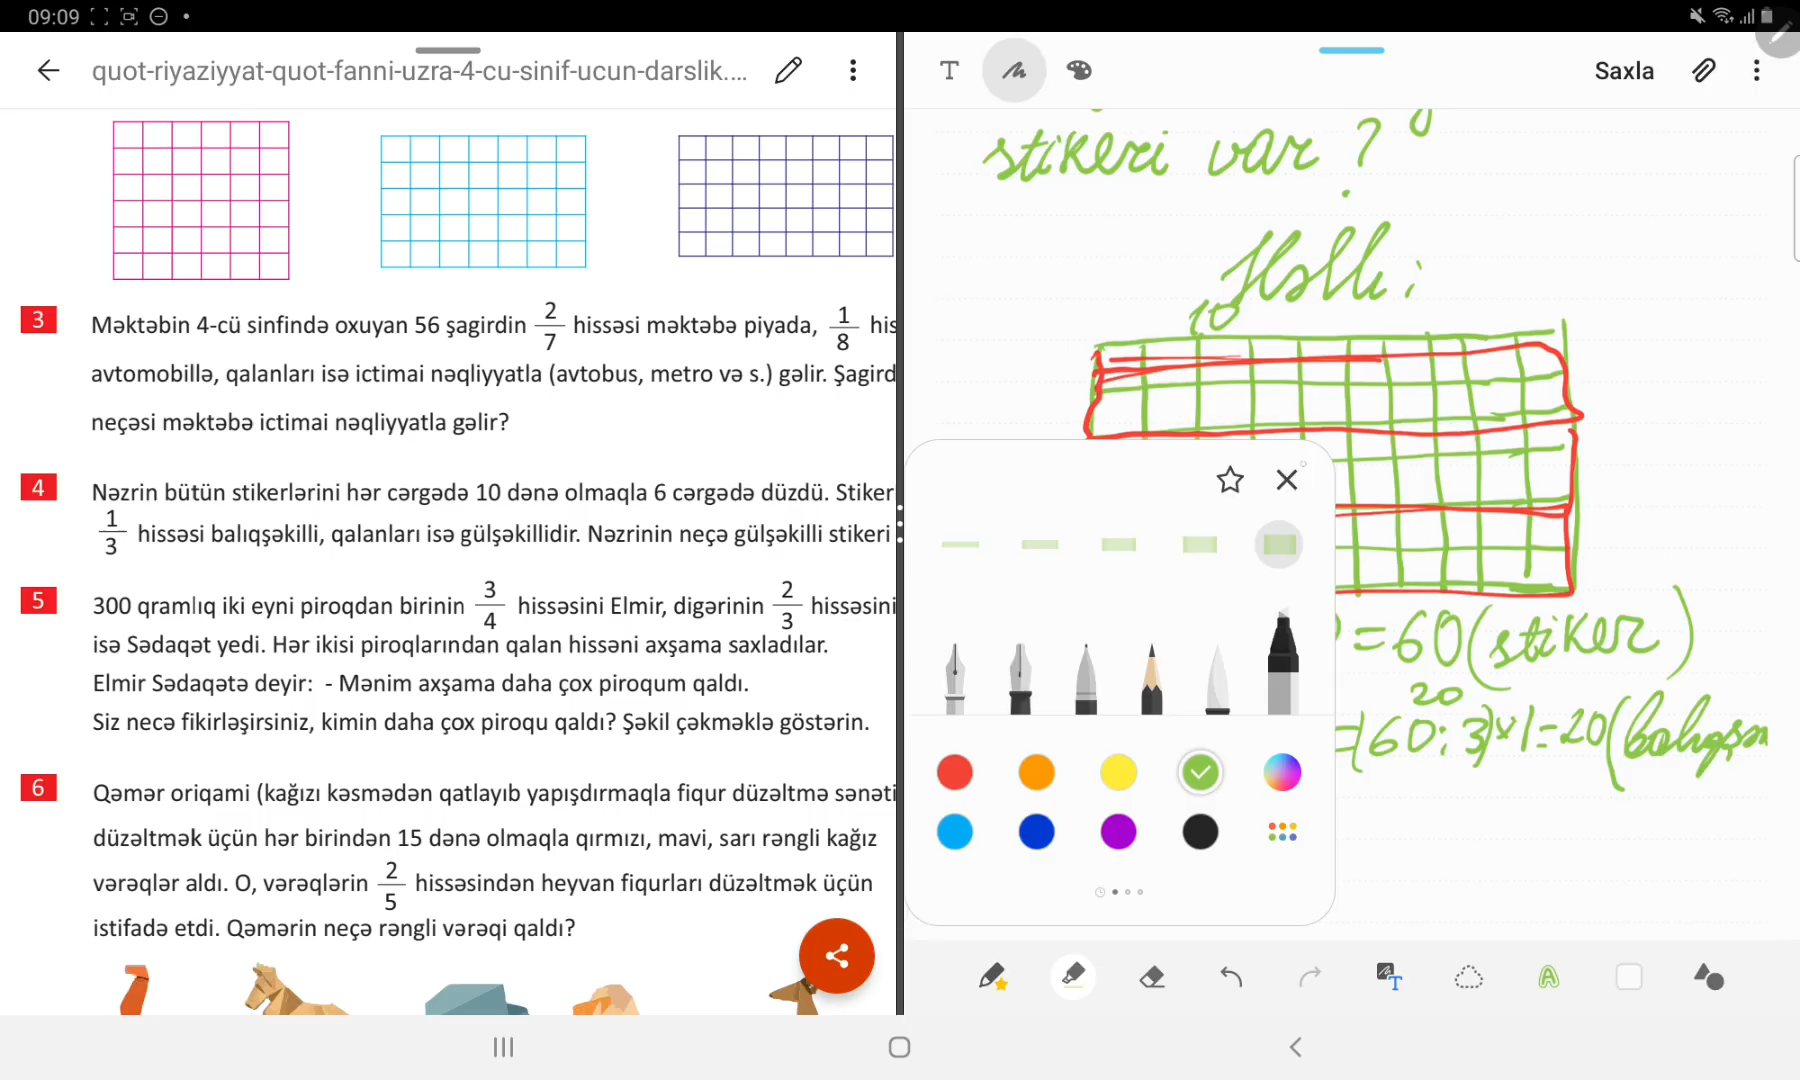 09:09
quot-riyaziyyat-quot-fanni-uzra-4-cu-sinif-ucun-darslik....
3 Məktəbin 4-cü sinfində oxuyan 56 şagirdin 2/7 hissəsi məktəbə piyada, 1/8 his
avtomobillə, qalanları isə ictimai nəqliyyatla (avtobus, metro və s.) gəlir. Şagird
neçəsi məktəbə ictimai nəqliyyatla gəlir?
4 Nəzrin bütün stikerlərini hər cərgədə 10 dənə olmaqla 6 cərgədə düzdü. Stiker
1/3 hissəsi balıqşəkilli, qalanları isə gülşəkillidir. Nəzrinin neçə gülşəkilli stikeri
5 300 qramlıq iki eyni piroqdan birinin 3/4 hissəsini Elmir, digərinin 2/3 hissəsini
isə Sədaqət yedi. Hər ikisi piroqlarından qalan hissəni axşama saxladılar.
Elmir Sədaqətə deyir: - Mənim axşama daha çox piroqum qaldı.
Siz necə fikirləşirsiniz, kimin daha çox piroqu qaldı? Şəkil çəkməklə göstərin.
6 Qəmər oriqami (kağızı kəsmədən qatlayıb yapışdırmaqla fiqur düzəltmə sənəti
düzəltmək üçün hər birindən 15 dənə olmaqla qırmızı, mavi, sarı rəngli kağız
vərəqlər aldı. O, vərəqlərin 2/5 hissəsindən heyvan fiqurları düzəltmək üçün
istifadə etdi. Qəmərin neçə rəngli vərəqi qaldı?
T
Saxla
stikeri var?
Həlli:
10
=60(stiker)
20
=(60:3)×1=20(